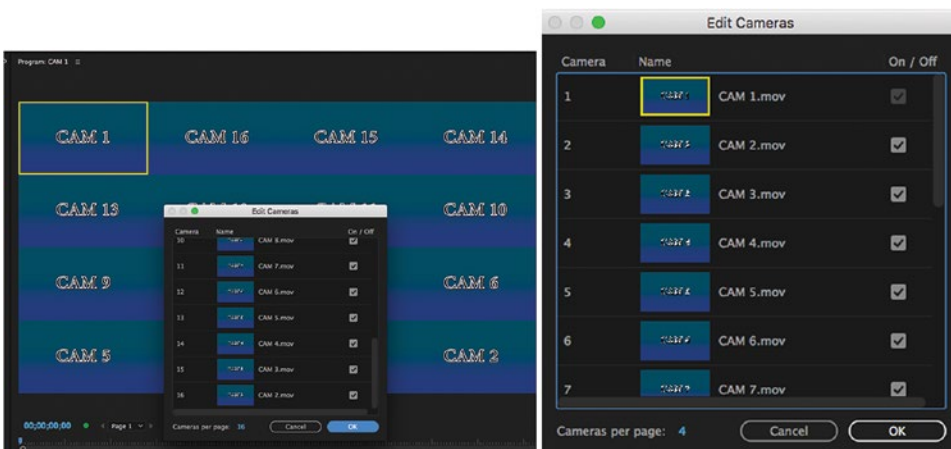 Program: CAM 1
CAM 1 CAM 16 CAM 15 CAM 14
CAM 13 CAM 10
CAM 9 CAM 6
CAM 5 CAM 2
Edit Cameras
Camera Name On / Off
10 CAM 8.mov
11 CAM 7.mov
12 CAM 6.mov
13 CAM 5.mov
14 CAM 4.mov
15 CAM 3.mov
16 CAM 2.mov
Cameras per page: 16 Cancel OK
00;00;00;00 Page 1
Edit Cameras
Camera Name On / Off
1 CAM 1.mov
2 CAM 2.mov
3 CAM 3.mov
4 CAM 4.mov
5 CAM 5.mov
6 CAM 6.mov
7 CAM 7.mov
Cameras per page: 4 Cancel OK